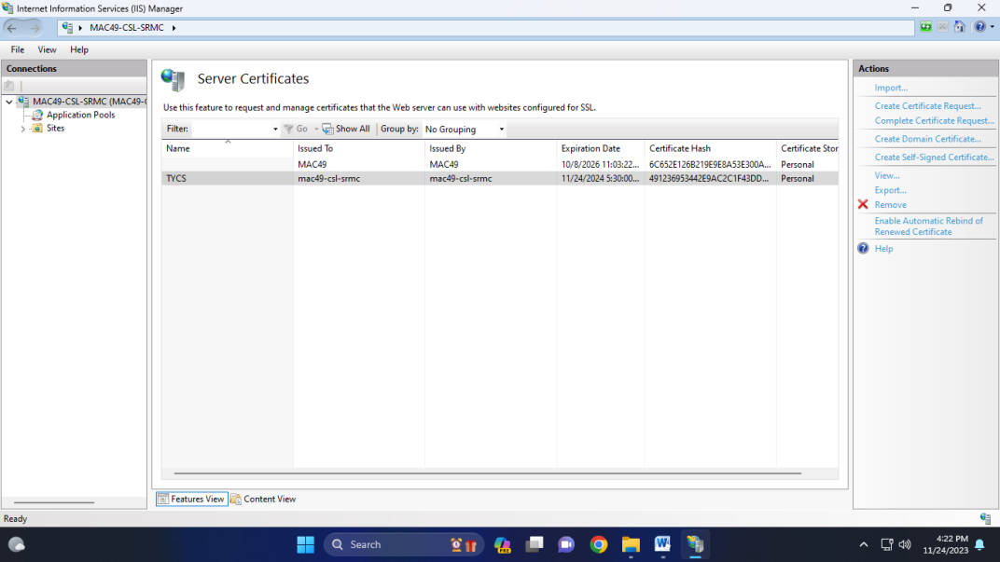 Internet Information Services (IIS) Manager
MAC49-CSL-SRMC
File View Help
Connections
MAC49-CSL-SRMC (MAC49-C
Application Pools
Sites
Server Certificates
Use this feature to request and manage certificates that the Web server can use with websites configured for SSL.
Filter: Go Show All Group by: No Grouping
Name Issued To Issued By Expiration Date Certificate Hash Certificate Stor
MAC49 MAC49 10/8/2026 11:03:22... 6C652E126B219E9E8A53E300A... Personal
TYCS mac49-csl-srmc mac49-csl-srmc 11/24/2024 5:30:00... 491236953442E9AC2C1F43DD... Personal
Features View Content View
Actions
Import...
Create Certificate Request...
Complete Certificate Request...
Create Domain Certificate...
Create Self-Signed Certificate...
View...
Export...
Remove
Enable Automatic Rebind of
Renewed Certificate
Help
Ready
Search
PRE
4:22 PM
11/24/2023